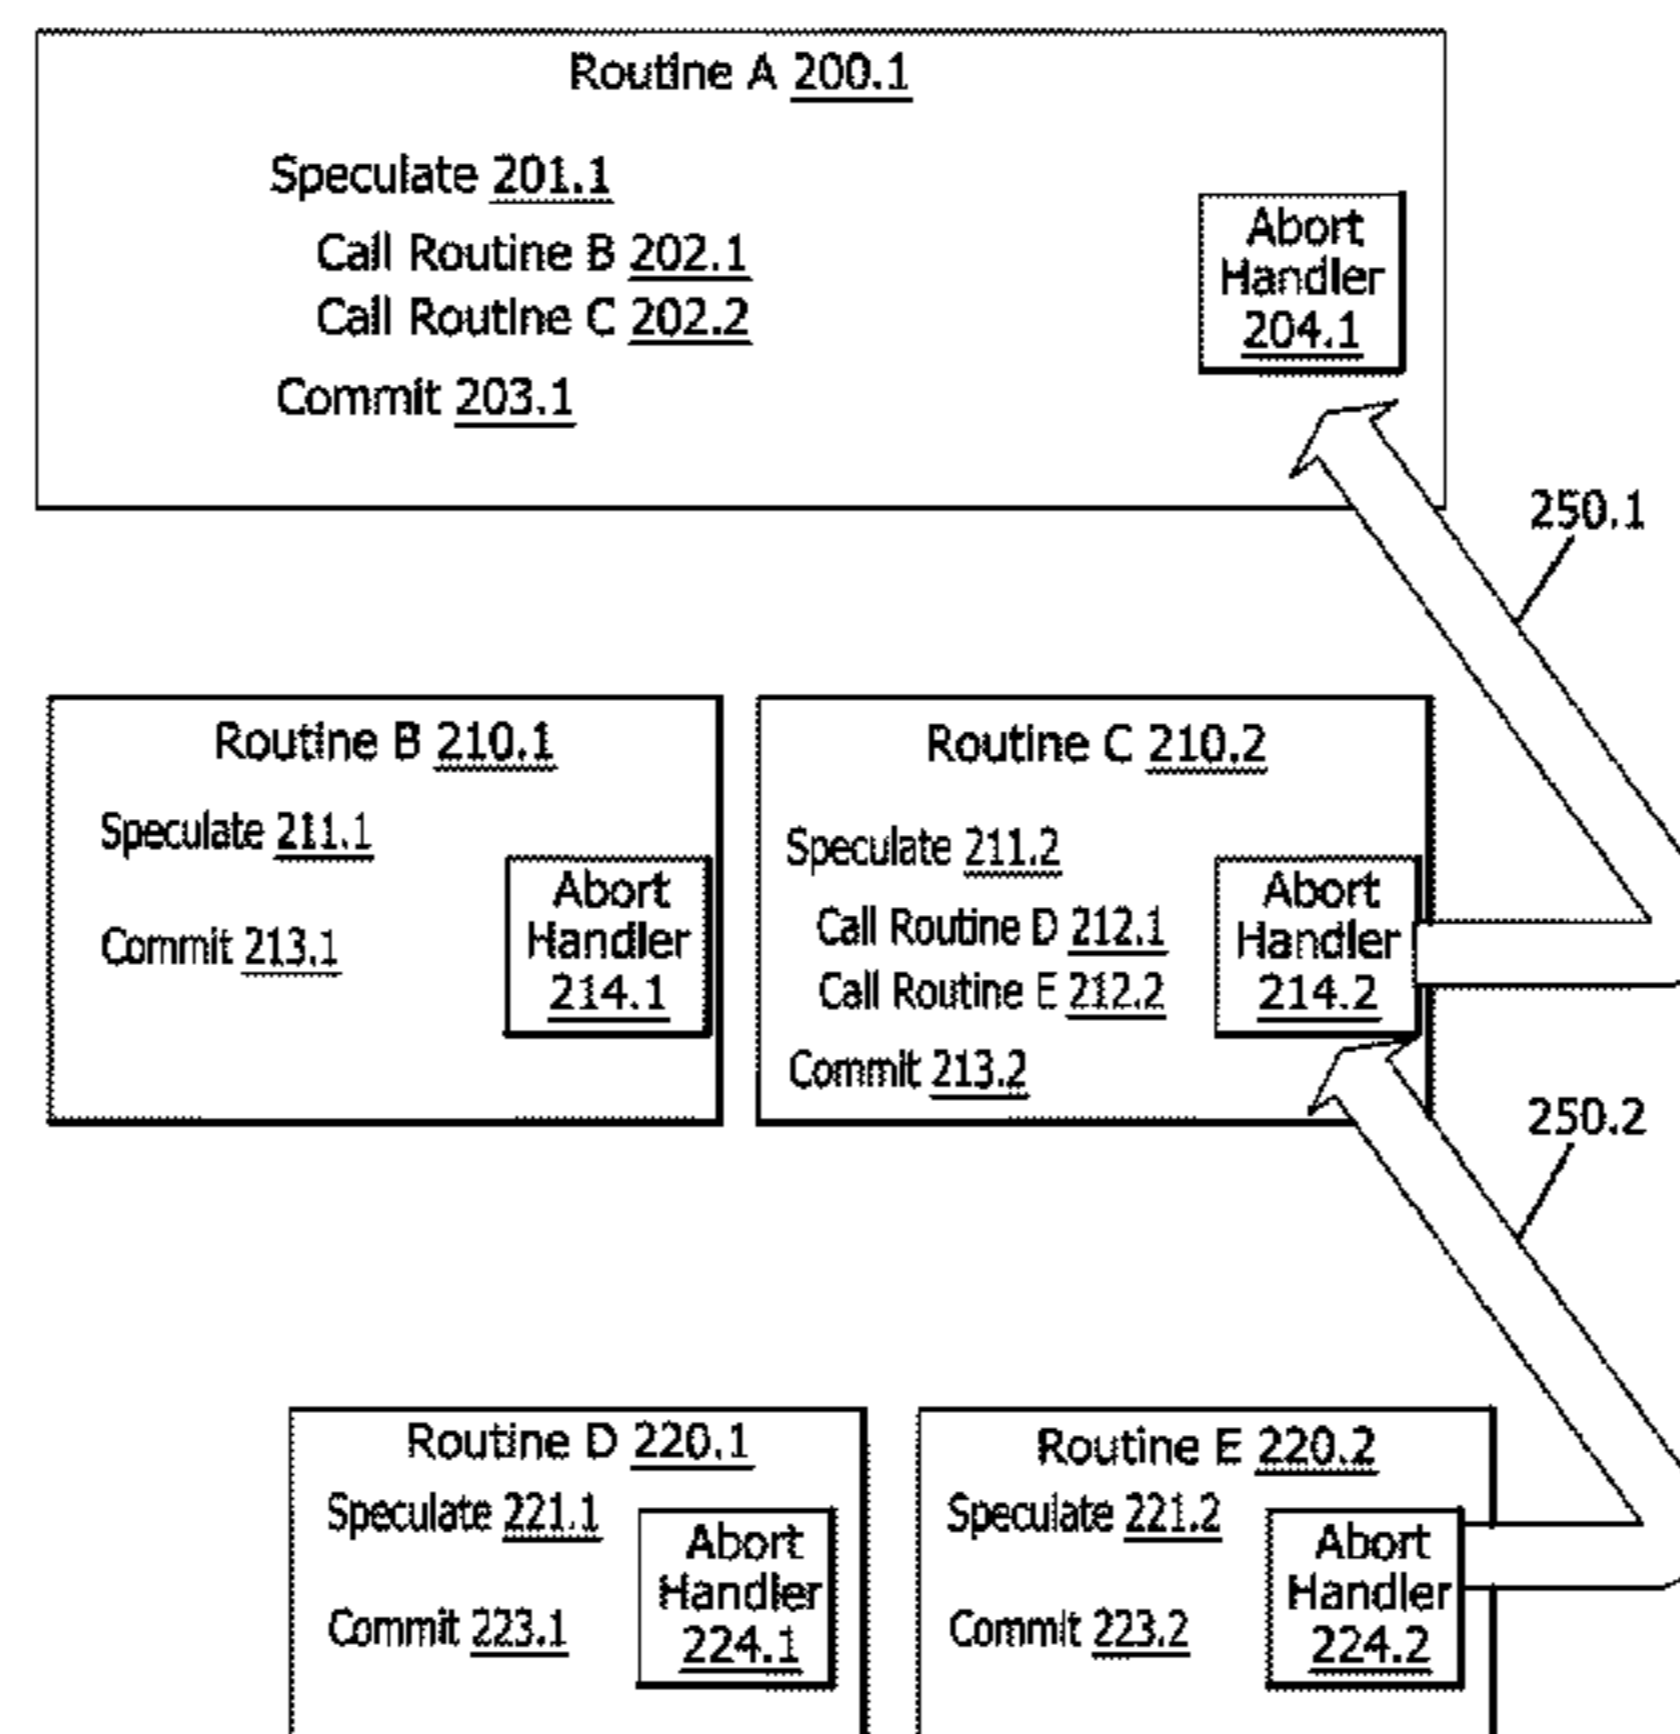 Routine A 200.1
Speculate 201.1
Call Routine B 202.1
Call Routine C 202.2
Commit 203.1
Abort
Handler
204.1
250.1
Routine B 210.1
Speculate 211.1
Commit 213.1
Abort
Handler
214.1
Routine C 210.2
Speculate 211.2
Call Routine D 212.1
Call Routine E 212.2
Commit 213.2
Abort
Handler
214.2
250.2
Routine D 220.1
Speculate 221.1
Commit 223.1
Abort
Handler
224.1
Routine E 220.2
Speculate 221.2
Commit 223.2
Abort
Handler
224.2